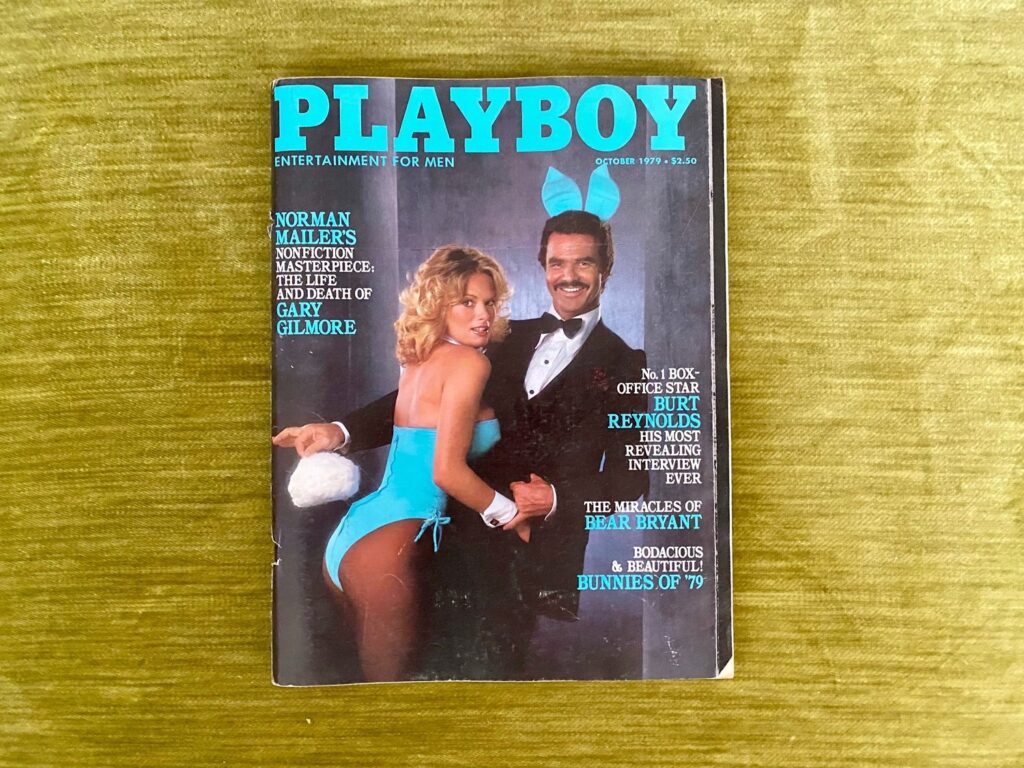 PLAYBOY
ENTERTAINMENT FOR MEN
OCTOBER 1979 • $2.50
NORMAN
MAILER'S
NONFICTION
MASTERPIECE:
THE LIFE
AND DEATH OF
GARY
GILMORE
No. 1 BOX-
OFFICE STAR
BURT
REYNOLDS
HIS MOST
REVEALING
INTERVIEW
EVER
THE MIRACLES OF
BEAR BRYANT
BODACIOUS
& BEAUTIFUL!
BUNNIES OF '79